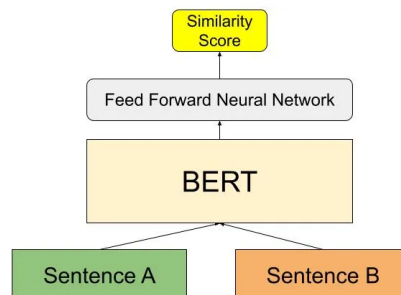 Similarity
Score
Feed Forward Neural Network
BERT
Sentence A
Sentence B